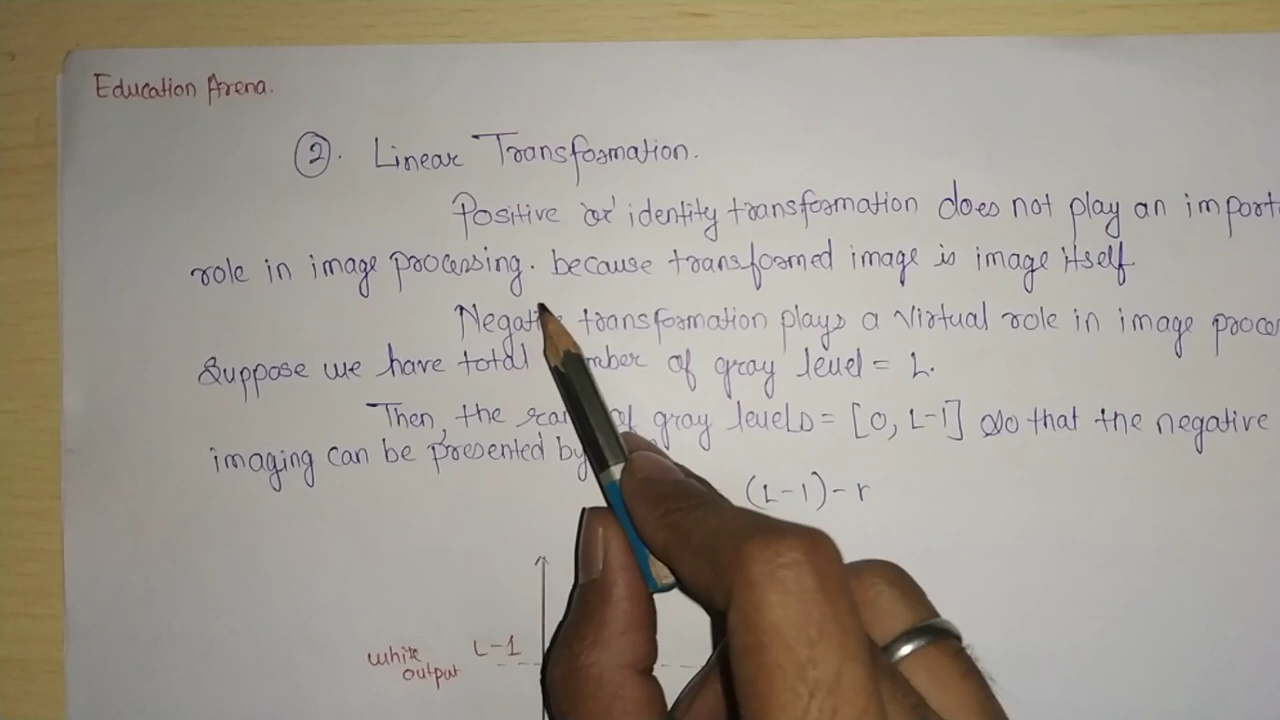 Education Arena.
②. Linear Transformation.
Positive or identity transformation does not play an import
role in image processing. because transformed image is image itself
transformation plays a virtual role in image proces
Suppose we have total of gray level = L.
Then, the of gray levels = [0, L-1] so that the negative
imaging can be presented by
(L-1)-r
white L-1
output